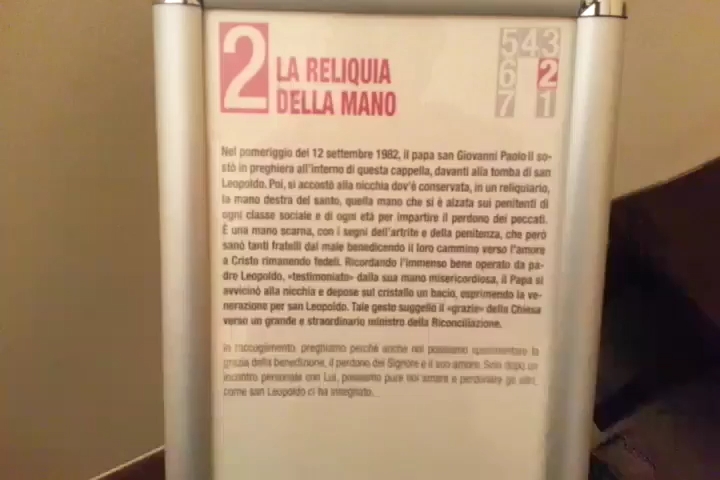 2 LA RELIQUIA
DELLA MANO
543
6 2
7 1
Nel pomeriggio del 12 settembre 1982, il papa san Giovanni Paolo II so-
stò in preghiera all'interno di questa cappella, davanti alla tomba di san
Leopoldo. Poi, si accostò alla nicchia dov'è conservata, in un reliquiario,
la mano destra del santo, quella mano che si è alzata sui penitenti di
ogni classe sociale e di ogni età per impartire il perdono dei peccati.
È una mano scarna, con i segni dell'artrite e della penitenza, che però
sanò tanti fratelli dal male benedicendo il loro cammino verso l'amore
a Cristo rimanendo fedeli. Ricordando l'immenso bene operato da pa-
dre Leopoldo, «testimoniato» dalla sua mano misericordiosa, il Papa si
avvicinò alla nicchia e depose sul cristallo un bacio, esprimendo la ve-
nerazione per san Leopoldo. Tale gesto suggellò il «grazie» della Chiesa
verso un grande e straordinario ministro della Riconciliazione.
In raccoglimento, preghiamo perché anche noi possiamo sperimentare la
grazia della benedizione, il perdono del Signore e il suo amore. Solo dopo un
incontro personale con Lui, possiamo pure noi amare e perdonare gli altri,
come san Leopoldo ci ha insegnato.